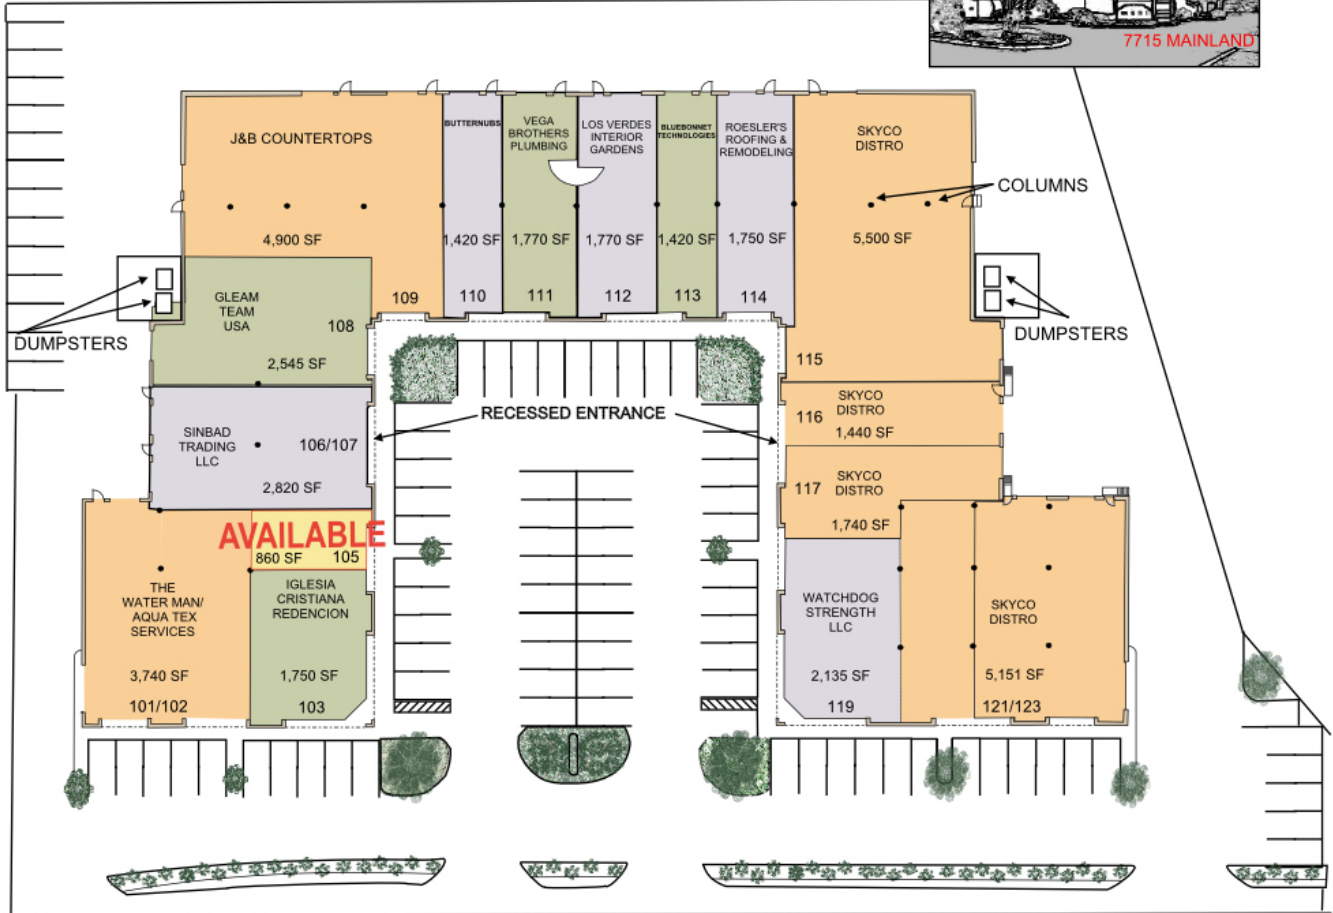 7715 MAINLAND
J&B COUNTERTOPS
4,900 SF
109
BUTTERNUBS
1,420 SF
110
VEGA
BROTHERS
PLUMBING
1,770 SF
111
LOS VERDES
INTERIOR
GARDENS
1,770 SF
112
BLUEBONNET
TECHNOLOGIES
1,420 SF
113
ROESLER'S
ROOFING &
REMODELING
1,750 SF
114
SKYCO
DISTRO
5,500 SF
115
COLUMNS
DUMPSTERS
DUMPSTERS
GLEAM
TEAM
USA
108
2,545 SF
RECESSED ENTRANCE
SINBAD
TRADING
LLC
106/107
2,820 SF
SKYCO
DISTRO
116
1,440 SF
117
SKYCO
DISTRO
1,740 SF
AVAILABLE
860 SF
105
THE
WATER MAN/
AQUA TEX
SERVICES
3,740 SF
101/102
IGLESIA
CRISTIANA
REDENCION
1,750 SF
103
WATCHDOG
STRENGTH
LLC
2,135 SF
119
SKYCO
DISTRO
5,151 SF
121/123